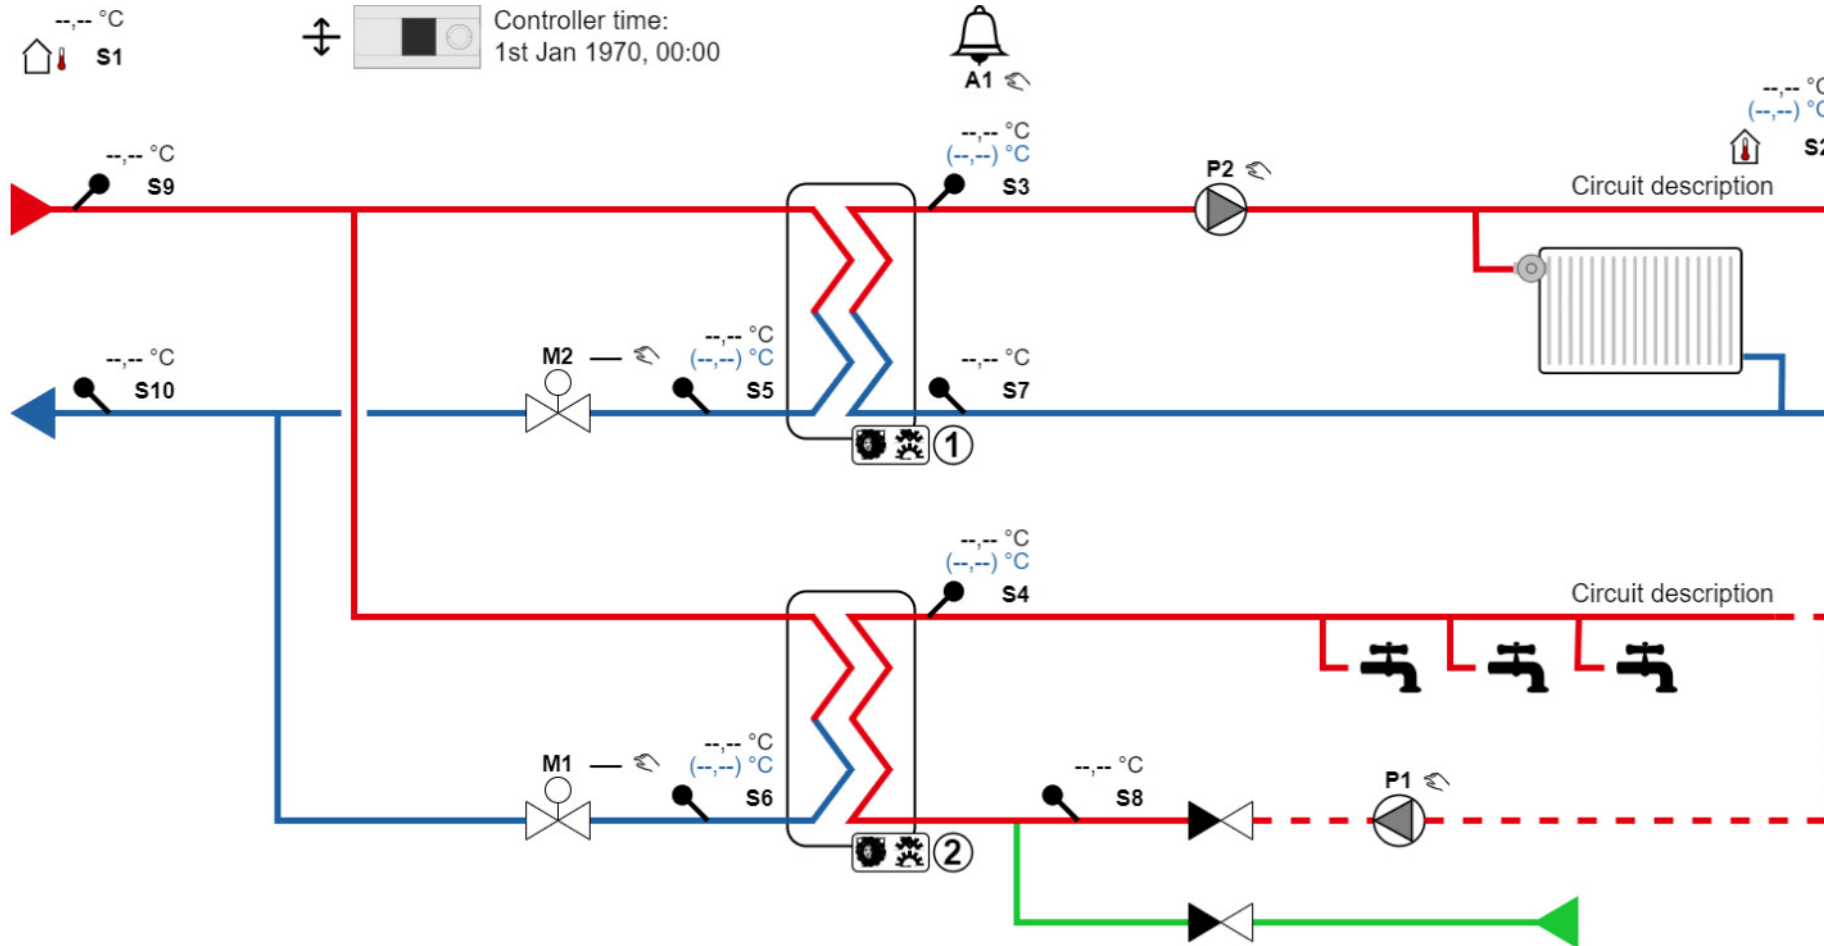 --,-- °C
S1
Controller time:
1st Jan 1970, 00:00
A1
--,-- °C
(--,--) °C
S2
--,-- °C
S9
--,-- °C
(--,--) °C
S3
P2
Circuit description
--,-- °C
S10
M2
--,-- °C
(--,--) °C
S5
--,-- °C
S7
1
--,-- °C
(--,--) °C
S4
Circuit description
M1
--,-- °C
(--,--) °C
S6
--,-- °C
S8
P1
2